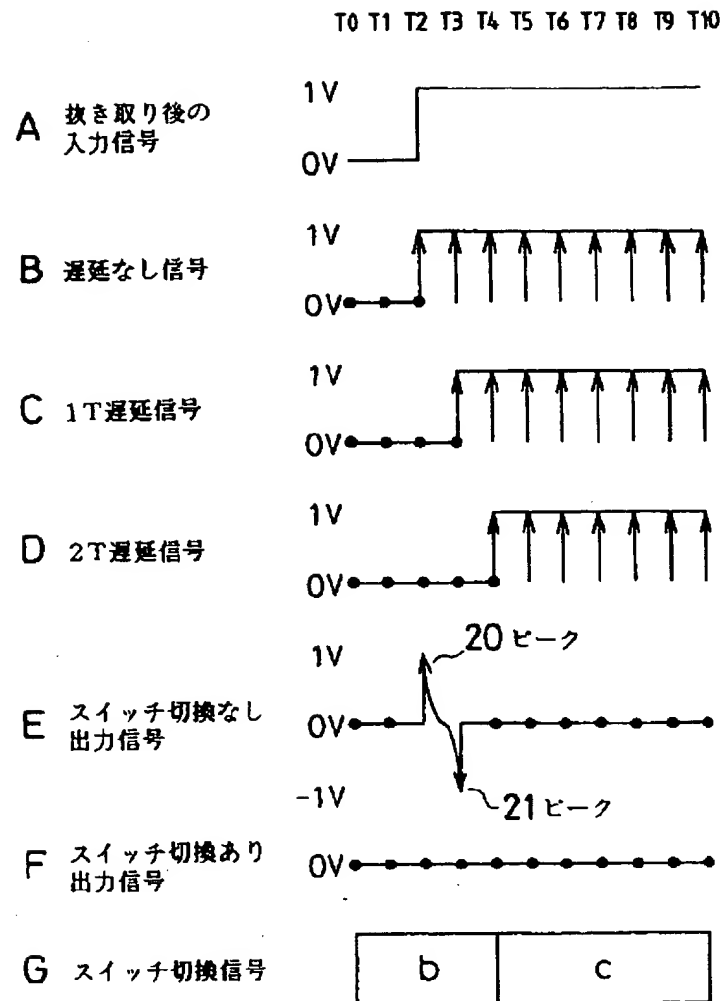 T0 T1 T2 T3 T4 T5 T6 T7 T8 T9 T10
A 抜き取り後の
入力信号
1V
0V
B 遅延なし信号
1V
0V
C 1T遅延信号
1V
0V
D 2T遅延信号
1V
0V
E スイッチ切換なし
出力信号
1V
0V
-1V
20 ピーク
21 ピーク
F スイッチ切換あり
出力信号
0V
G スイッチ切換信号
b
c